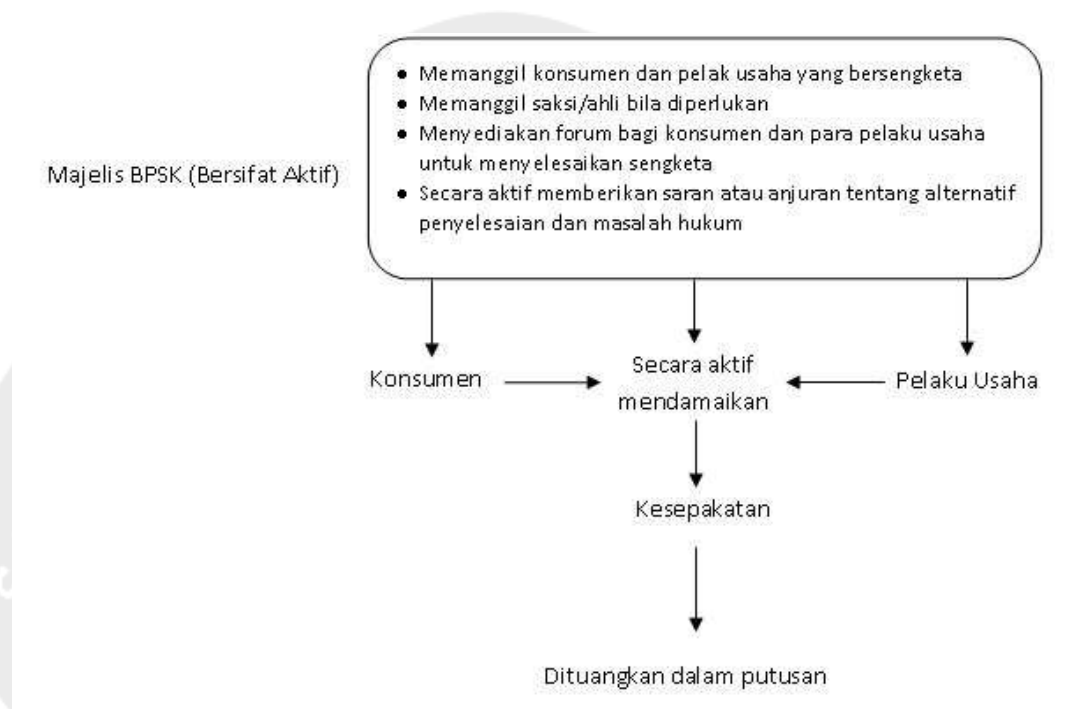 ● Memanggil konsumen dan pelak usaha yang bersengketa
● Memanggil saksi/ahli bila diperlukan
● Menyediakan forum bagi konsumen dan para pelaku usaha
untuk menyelesaikan sengketa
● Secara aktif memberikan saran atau anjuran tentang alternatif
penyelesaian dan masalah hukum
Majelis BPSK (Bersifat Aktif)
Konsumen
Secara aktif
mendamaikan
Pelaku Usaha
Kesepakatan
Dituangkan dalam putusan